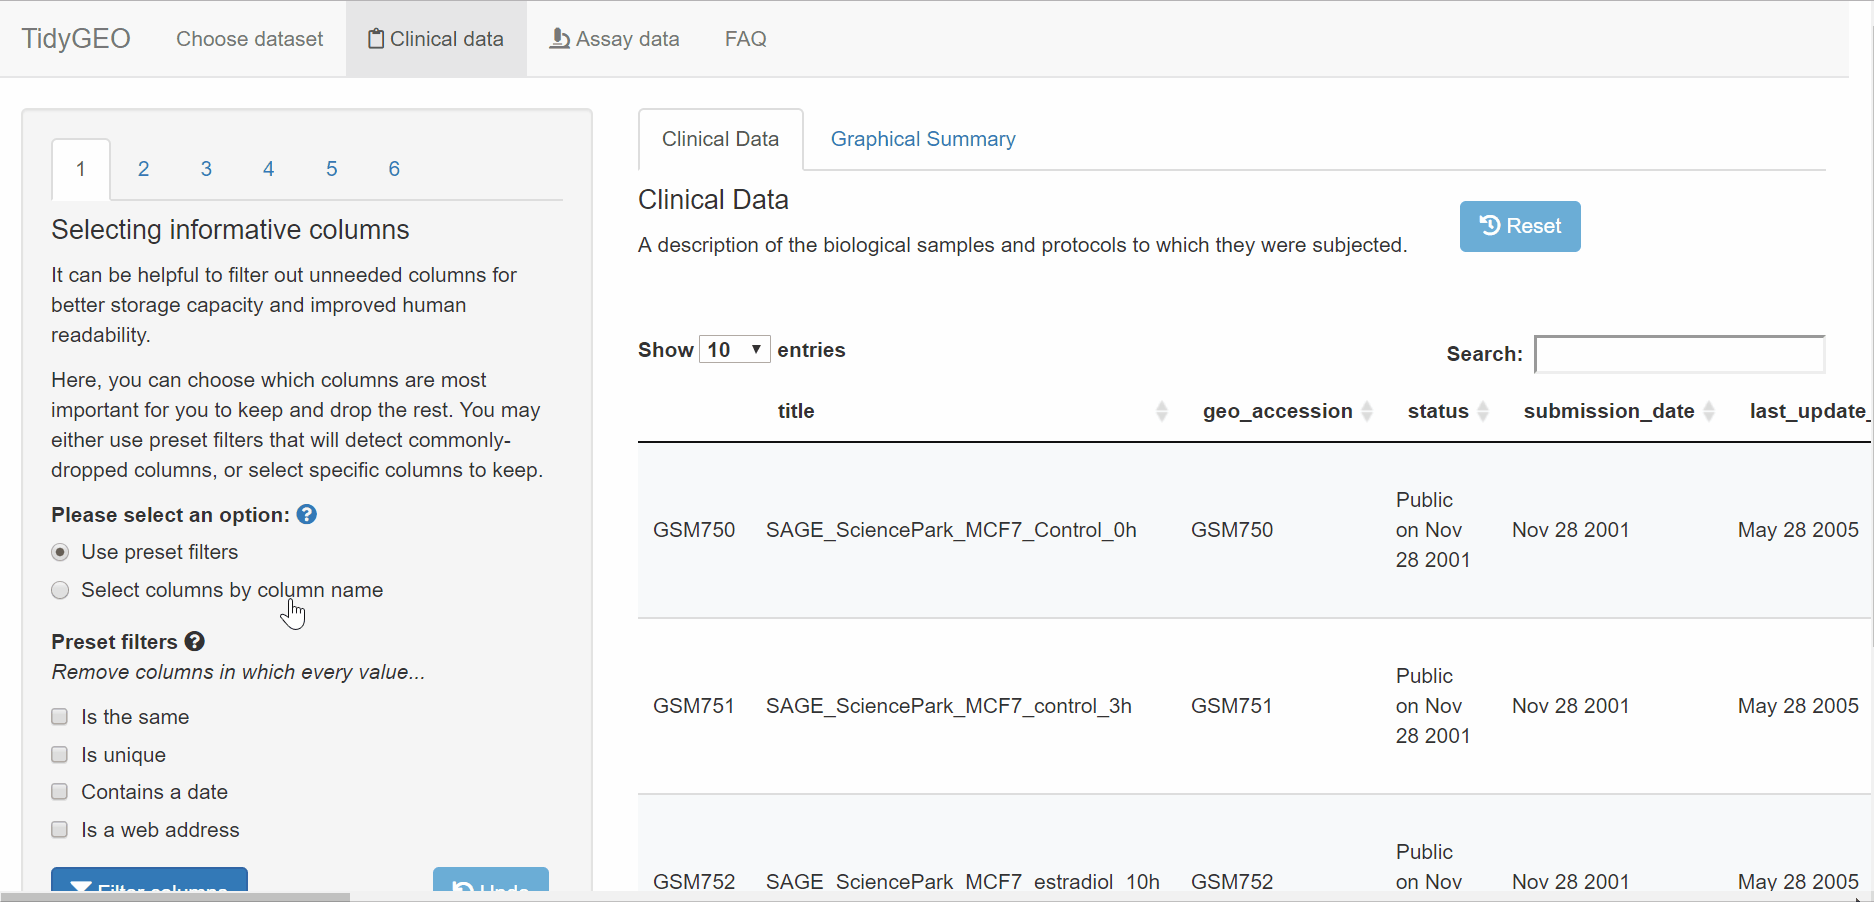 TidyGEO Choose dataset Clinical data Assay data FAQ
1 2 3 4 5 6
Selecting informative columns
It can be helpful to filter out unneeded columns for
better storage capacity and improved human
readability.
Here, you can choose which columns are most
important for you to keep and drop the rest. You may
either use preset filters that will detect commonly-
dropped columns, or select specific columns to keep.
Please select an option: ?
Use preset filters
Select columns by column name
Preset filters ?
Remove columns in which every value...
Is the same
Is unique
Contains a date
Is a web address
Filter columns Undo
Clinical Data Graphical Summary
Clinical Data
A description of the biological samples and protocols to which they were subjected.
Reset
Show 10 entries
Search:
title geo_accession status submission_date last_update_
GSM750 SAGE_SciencePark_MCF7_Control_0h GSM750 Public on Nov 28 2001 Nov 28 2001 May 28 2005
GSM751 SAGE_SciencePark_MCF7_control_3h GSM751 Public on Nov 28 2001 Nov 28 2001 May 28 2005
GSM752 SAGE_SciencePark_MCF7_estradiol_10h GSM752 Public on Nov Nov 28 2001 May 28 2005